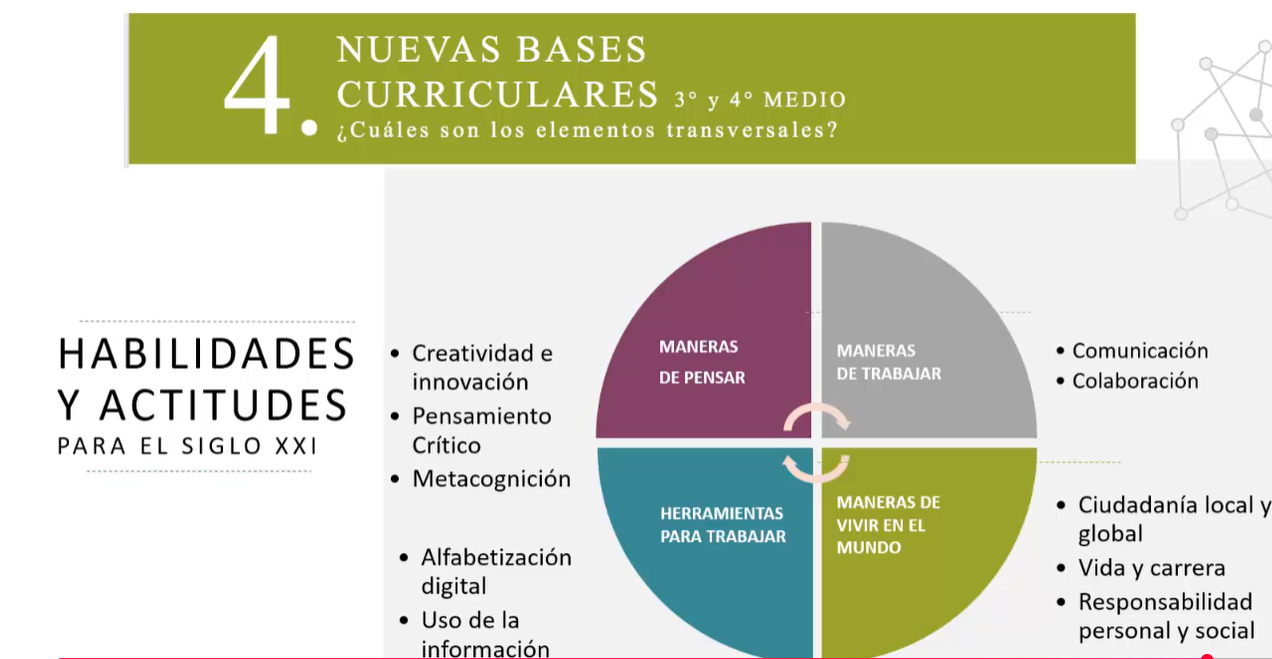 4.
NUEVAS BASES
CURRICULARES 3° y 4° MEDIO
¿Cuáles son los elementos transversales?
HABILIDADES
Y ACTITUDES
PARA EL SIGLO XXI
• Creatividad e
innovación
• Pensamiento
Crítico
• Metacognición
• Alfabetización
digital
• Uso de la
información
MANERAS
DE PENSAR
MANERAS
DE TRABAJAR
HERRAMIENTAS
PARA TRABAJAR
MANERAS DE
VIVIR EN EL
MUNDO
• Comunicación
• Colaboración
• Ciudadanía local y
global
• Vida y carrera
• Responsabilidad
personal y social